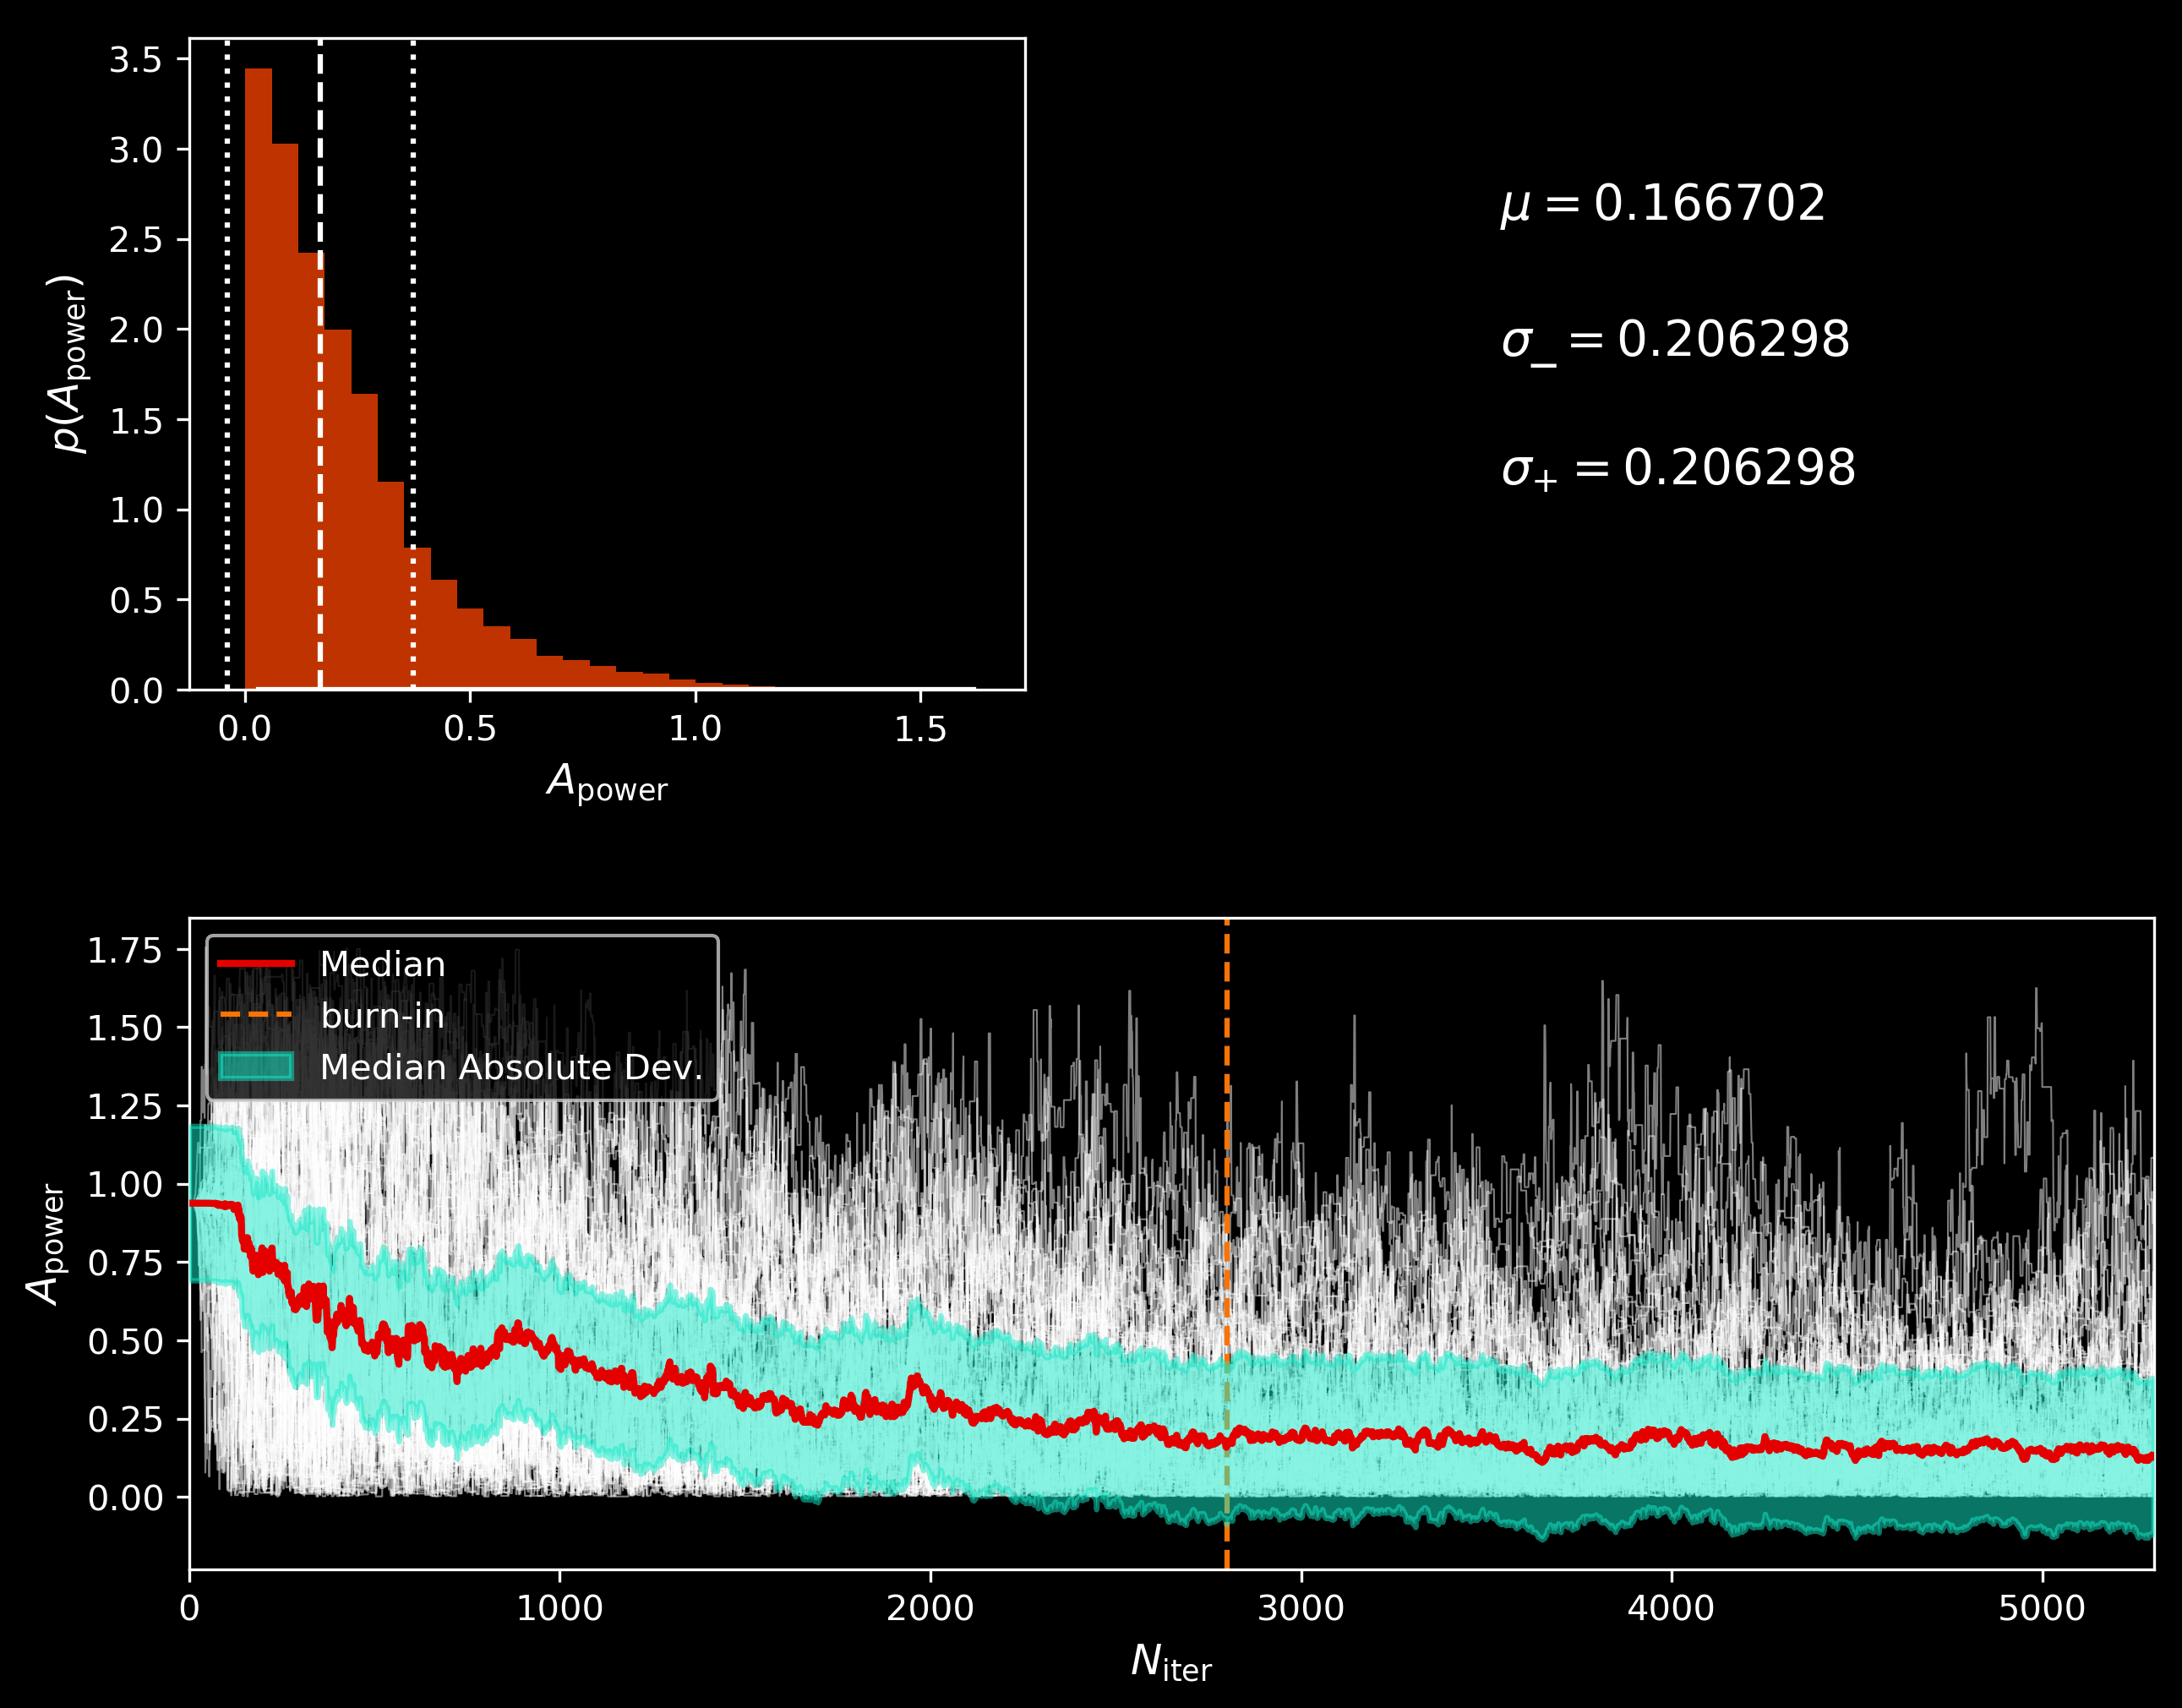 3.5
3.0
2.5
2.0
1.5
1.0
0.5
0.0
p(A_power)
0.0 0.5 1.0 1.5
A_power
μ = 0.166702
σ_− = 0.206298
σ_+ = 0.206298
Median
burn-in
Median Absolute Dev.
1.75
1.50
1.25
1.00
0.75
0.50
0.25
0.00
A_power
0 1000 2000 3000 4000 5000
N_iter